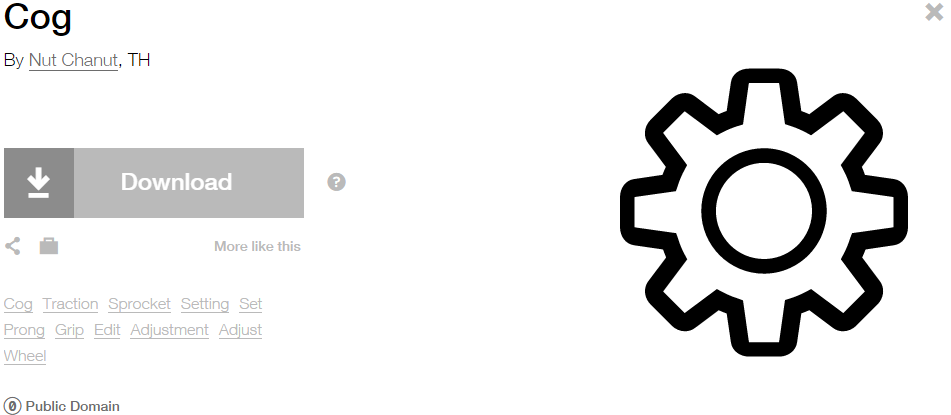 Cog
By Nut Chanut, TH
Download
?
More like this
Cog Traction Sprocket Setting Set
Prong Grip Edit Adjustment Adjust
Wheel
0 Public Domain